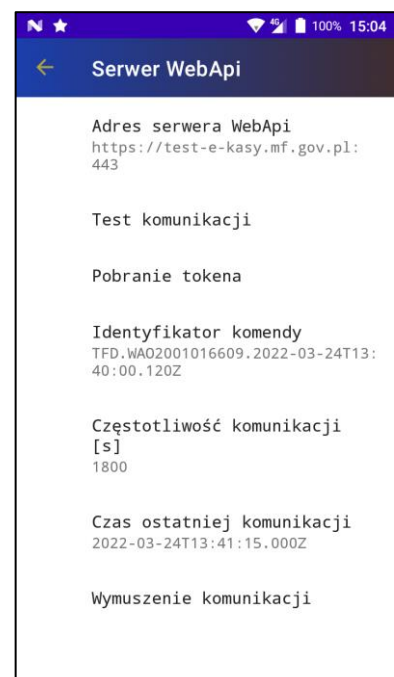 4G 100% 15:04
Serwer WebApi
Adres serwera WebApi
https://test-e-kasy.mf.gov.pl:
443
Test komunikacji
Pobranie tokena
Identyfikator komendy
TFD.WAO2001016609.2022-03-24T13:
40:00.120Z
Częstotliwość komunikacji
[s]
1800
Czas ostatniej komunikacji
2022-03-24T13:41:15.000Z
Wymuszenie komunikacji